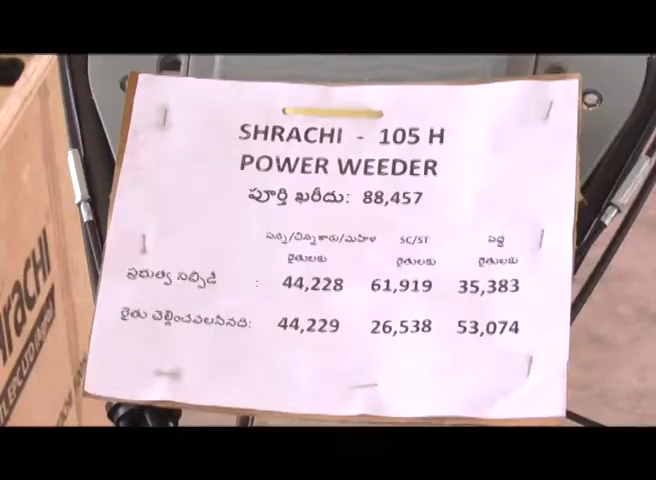 SHRACHI - 105 H
POWER WEEDER
పూర్తి ఖరీదు: 88,457
సన్న/చిన్నకారు/మహిళ SC/ST పెద్ద
రైతులకు రైతులకు రైతులకు
ప్రభుత్వ సబ్సిడీ : 44,228 61,919 35,383
రైతు చెల్లించవలసినది: 44,229 26,538 53,074
RACHI